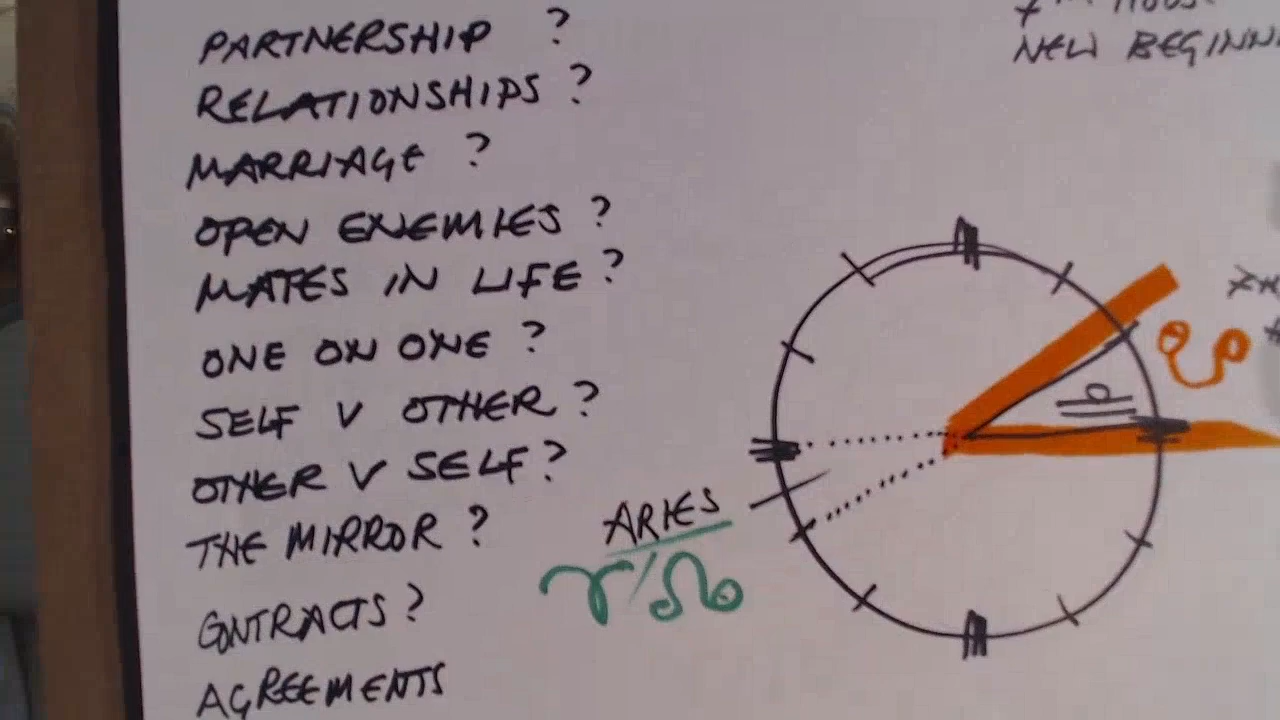 PARTNERSHIP ?
RELATIONSHIPS ?
MARRIAGE ?
OPEN ENEMIES ?
MATES IN LIFE ?
ONE ON ONE ?
SELF V OTHER ?
OTHER V SELF ?
THE MIRROR ?
CONTRACTS ?
AGREEMENTS
NEW BEGINN
ARIES
♈/☊
♎
☋